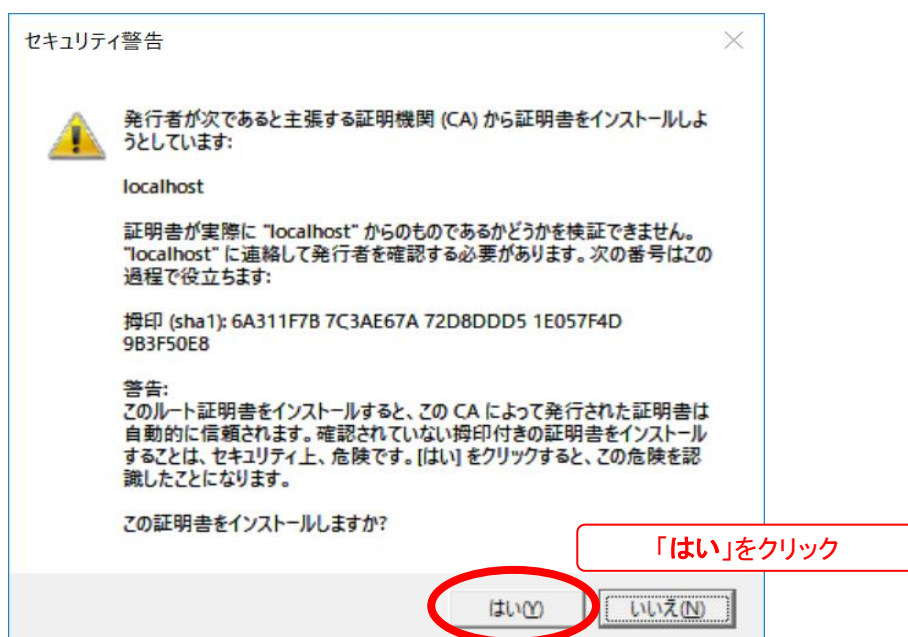 セキュリティ警告
発行者が次であると主張する証明機関 (CA) から証明書をインストールしよ
うとしています:
localhost
証明書が実際に "localhost" からのものであるかどうかを検証できません。
"localhost" に連絡して発行者を確認する必要があります。次の番号はこの
過程で役立ちます:
拇印 (sha1): 6A311F7B 7C3AE67A 72D8DDD5 1E057F4D
9B3F50E8
警告:
このルート証明書をインストールすると、この CA によって発行された証明書は
自動的に信頼されます。確認されていない拇印付きの証明書をインストール
することは、セキュリティ上、危険です。[はい] をクリックすると、この危険を認
識したことになります。
この証明書をインストールしますか?
「はい」をクリック
はい(Y) いいえ(N)